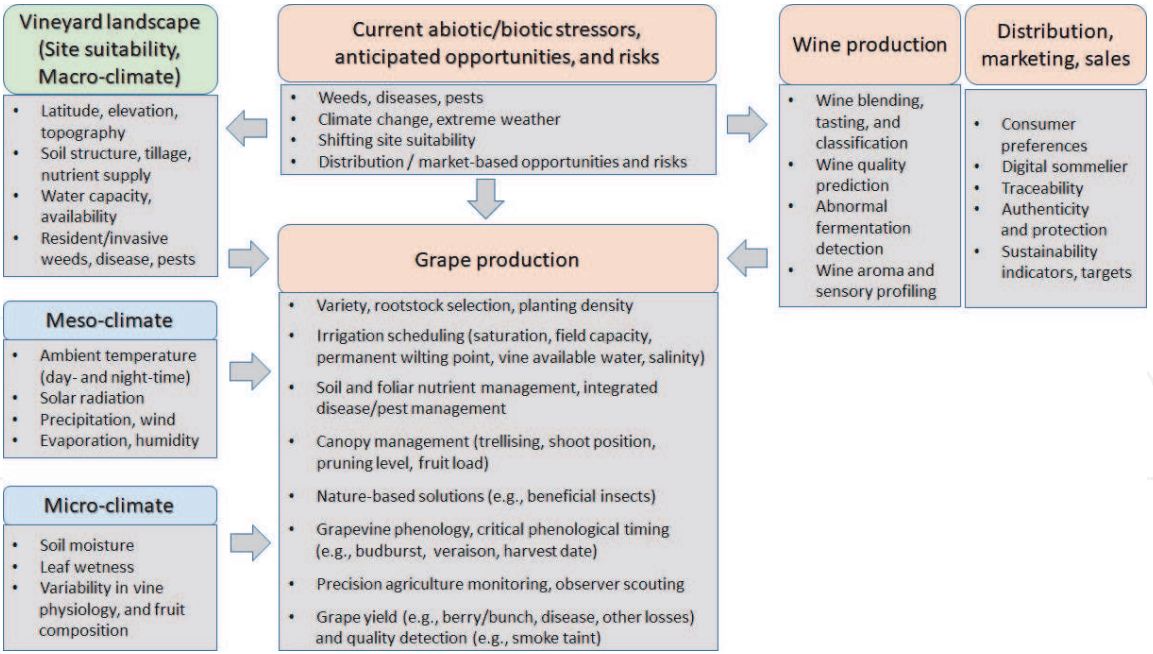 Vineyard landscape
(Site suitability,
Macro-climate)
• Latitude, elevation,
topography
• Soil structure, tillage,
nutrient supply
• Water capacity,
availability
• Resident/invasive
weeds, disease, pests
Meso-climate
• Ambient temperature
(day- and night-time)
• Solar radiation
• Precipitation, wind
• Evaporation, humidity
Micro-climate
• Soil moisture
• Leaf wetness
• Variability in vine
physiology, and fruit
composition
Current abiotic/biotic stressors,
anticipated opportunities, and risks
• Weeds, diseases, pests
• Climate change, extreme weather
• Shifting site suitability
• Distribution / market-based opportunities and risks
Grape production
• Variety, rootstock selection, planting density
• Irrigation scheduling (saturation, field capacity,
permanent wilting point, vine available water, salinity)
• Soil and foliar nutrient management, integrated
disease/pest management
• Canopy management (trellising, shoot position,
pruning level, fruit load)
• Nature-based solutions (e.g., beneficial insects)
• Grapevine phenology, critical phenological timing
(e.g., budburst, veraison, harvest date)
• Precision agriculture monitoring, observer scouting
• Grape yield (e.g., berry/bunch, disease, other losses)
and quality detection (e.g., smoke taint)
Wine production
• Wine blending,
tasting, and
classification
• Wine quality
prediction
• Abnormal
fermentation
detection
• Wine aroma and
sensory profiling
Distribution,
marketing, sales
• Consumer
preferences
• Digital sommelier
• Traceability
• Authenticity
and protection
• Sustainability
indicators, targets